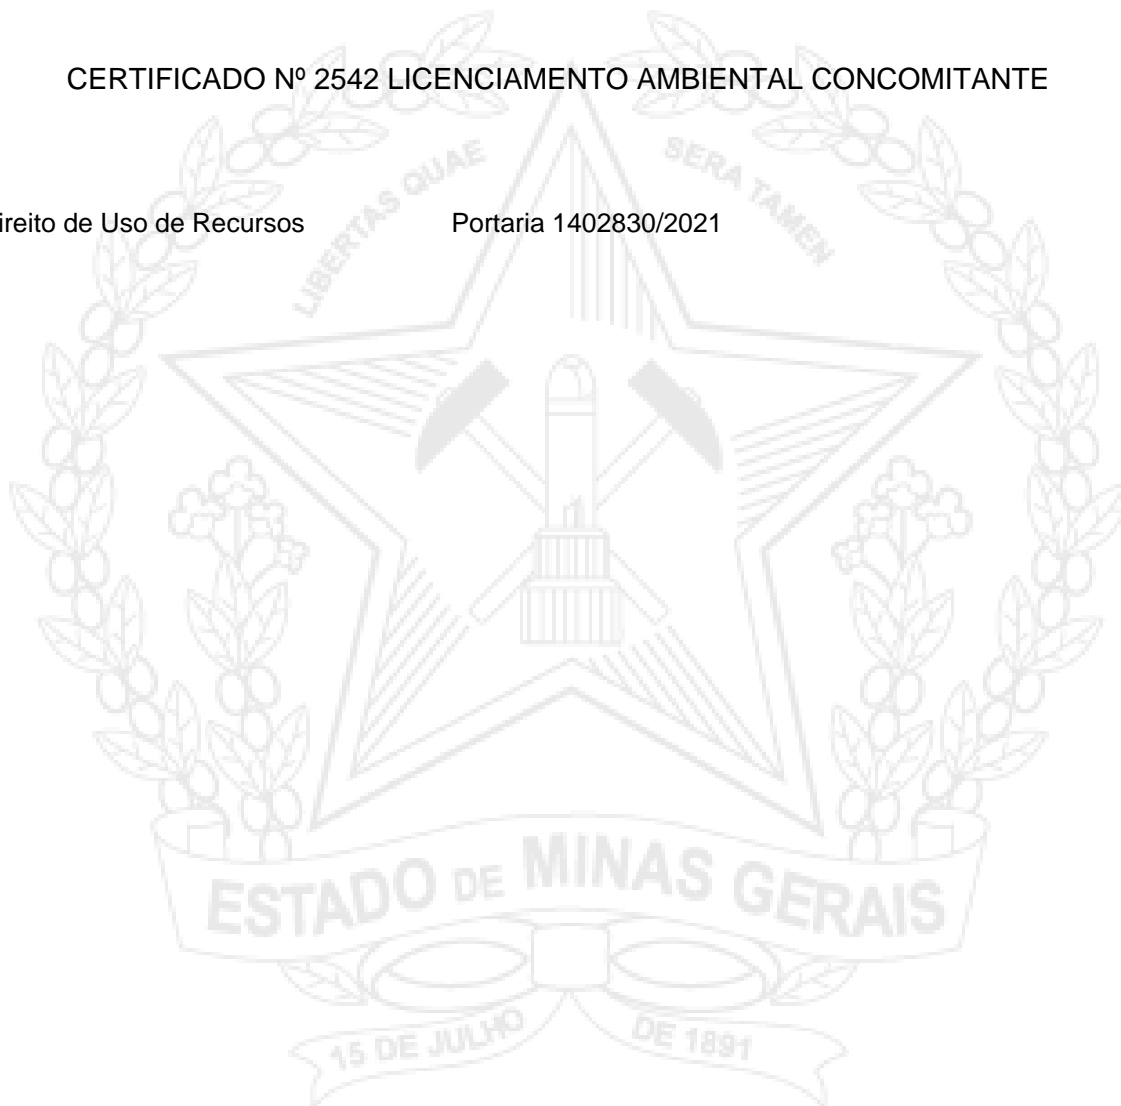 CERTIFICADO Nº 2542 LICENCIAMENTO AMBIENTAL CONCOMITANTE
LIBERTAS QUAE SERA TAMEN
ireito de Uso de Recursos Portaria 1402830/2021
ESTADO DE MINAS GERAIS
15 DE JULHO DE 1891